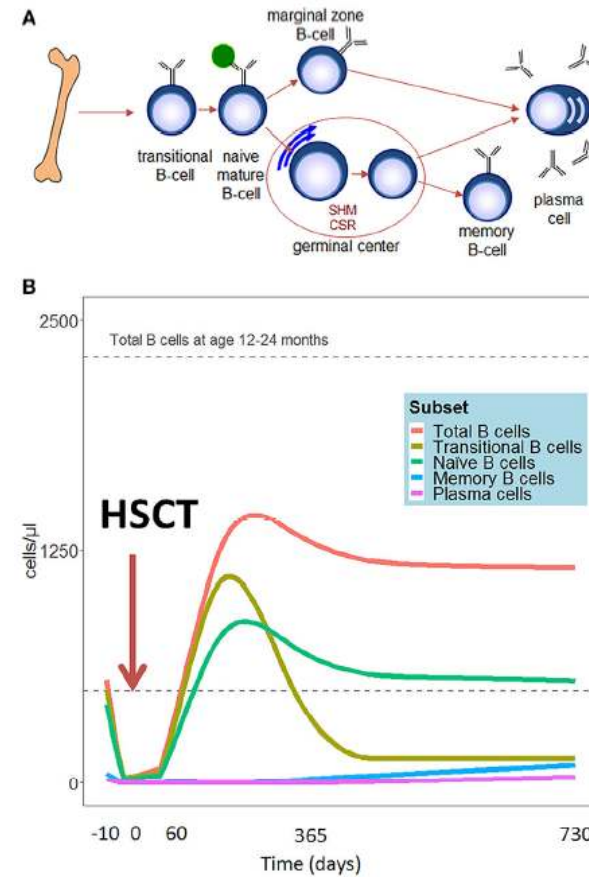 A
marginal zone
B-cell
transitional
B-cell
naive
mature
B-cell
SHM
CSR
germinal center
memory
B-cell
plasma
cell
B
2500
Total B cells at age 12-24 months
Subset
Total B cells
Transitional B cells
Naïve B cells
Memory B cells
Plasma cells
HSCT
1250
cells/µl
0
-10 0 60 365 730
Time (days)